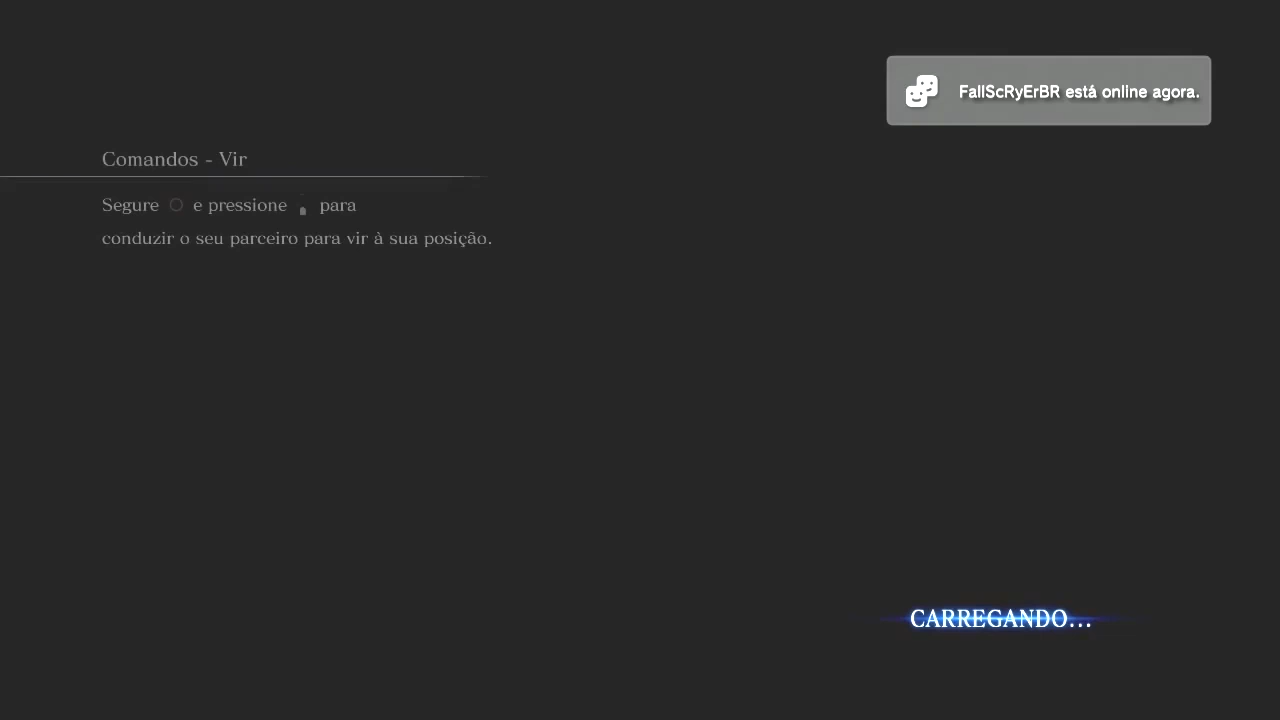 FallScRyErBR está online agora.
Comandos - Vir
Segure e pressione para
conduzir o seu parceiro para vir à sua posição.
CARREGANDO...